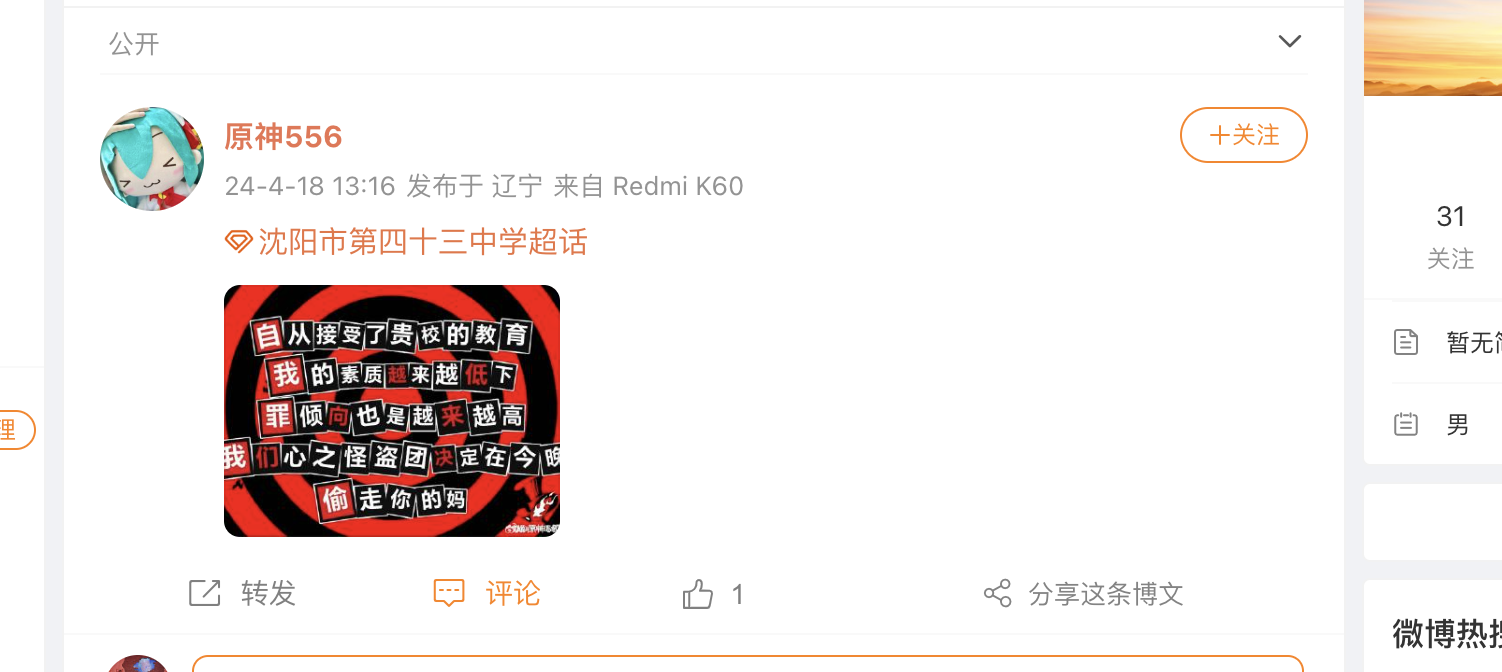 公开
原神556
+关注
24-4-18 13:16 发布于 辽宁 来自 Redmi K60
沈阳市第四十三中学超话
自从接受了贵校的教育
我的素质越来越低下
罪倾向也是越来越高
我们心之怪盗团决定在今晚
偷走你的妈
转发
评论
1
分享这条博文
理
31
关注
暂无简
男
微博热搜